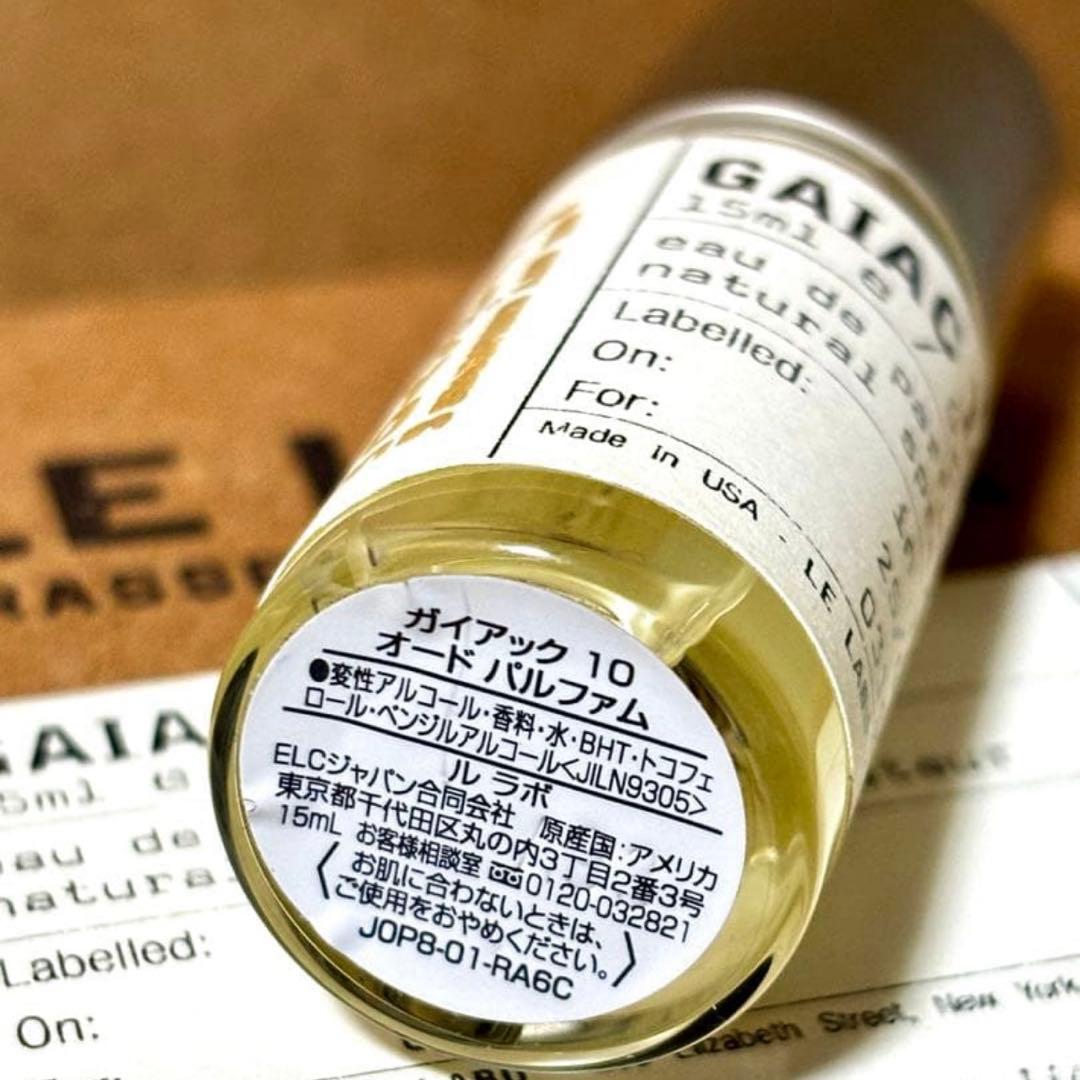 GAIAC
15ml e
eau de
natural
Labelled:
On:
For:
Made in USA - LE LAB
ガイアック 10
オード パルファム
●変性アルコール・香料・水・BHT・トコフェ
ロール・ベンジルアルコール<JILN9305>
ル ラボ
ELCジャパン合同会社 原産国:アメリカ
東京都千代田区丸の内3丁目2番3号
15mL お客様相談室 0120-032821
お肌に合わないときは、
ご使用をおやめください。
J0P8-01-RA6C
LE L
RASSE
GAIA
5ml e
eau de
natura
Labelled:
On:
Elizabeth Street, New York